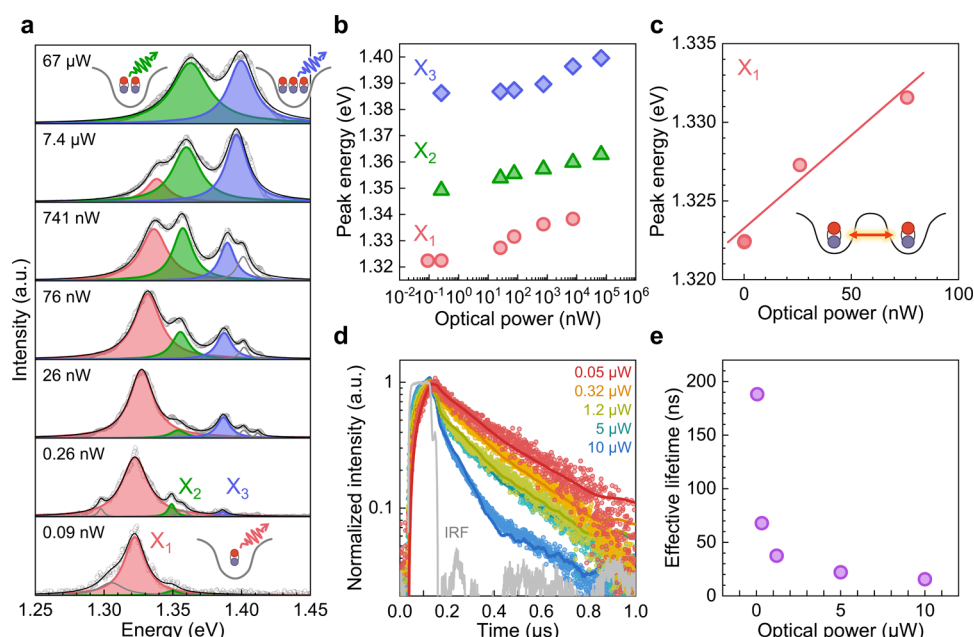 a
67 µW
7.4 µW
741 nW
76 nW
26 nW
0.26 nW
X2
X3
0.09 nW
X1
Intensity (a.u.)
1.25 1.30 1.35 1.40 1.45
Energy (eV)
b
1.40
1.39
1.36
1.35
1.33
1.32
X3
X2
X1
Peak energy (eV)
10-2 10-1 100 101 102 103 104 105 106
Optical power (nW)
c
X1
1.335
1.330
1.325
1.320
Peak energy (eV)
0 50 100
Optical power (nW)
d
1
0.1
0.05 µW
0.32 µW
1.2 µW
5 µW
10 µW
IRF
Normalized intensity (a.u.)
0.0 0.2 0.4 0.6 0.8 1.0
Time (µs)
e
200
150
100
50
0
Effective lifetime (ns)
0 5 10
Optical power (µW)